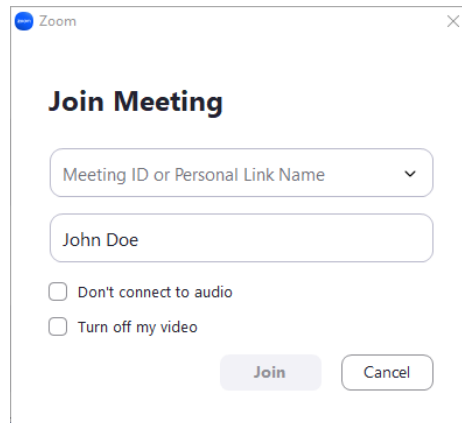 Zoom
Join Meeting
Meeting ID or Personal Link Name
John Doe
Don't connect to audio
Turn off my video
Join Cancel